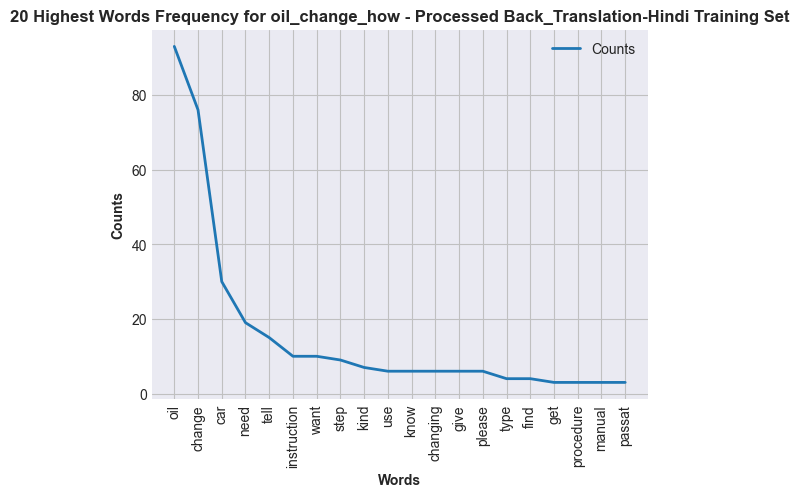 20 Highest Words Frequency for oil_change_how - Processed Back_Translation-Hindi Training Set
Counts
Counts
80
60
40
20
0
oil
change
car
need
tell
instruction
want
step
kind
use
know
changing
give
please
type
find
get
procedure
manual
passat
Words